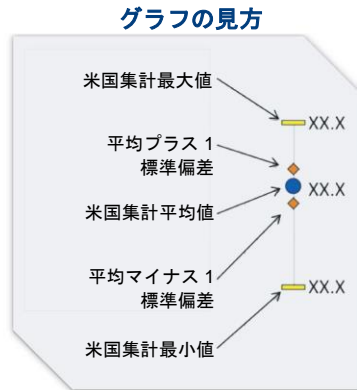 グラフの見方
米国集計最大値
XX.X
平均プラス 1
標準偏差
XX.X
米国集計平均値
平均マイナス 1
標準偏差
XX.X
米国集計最小値